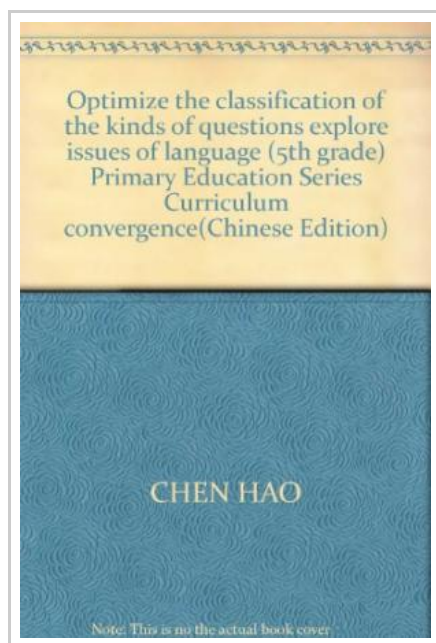 Optimize the classification of
the kinds of questions explore
issues of language (5th grade)
Primary Education Series
Curriculum
convergence(Chinese Edition)
CHEN HAO
Note: This is no the actual book cover